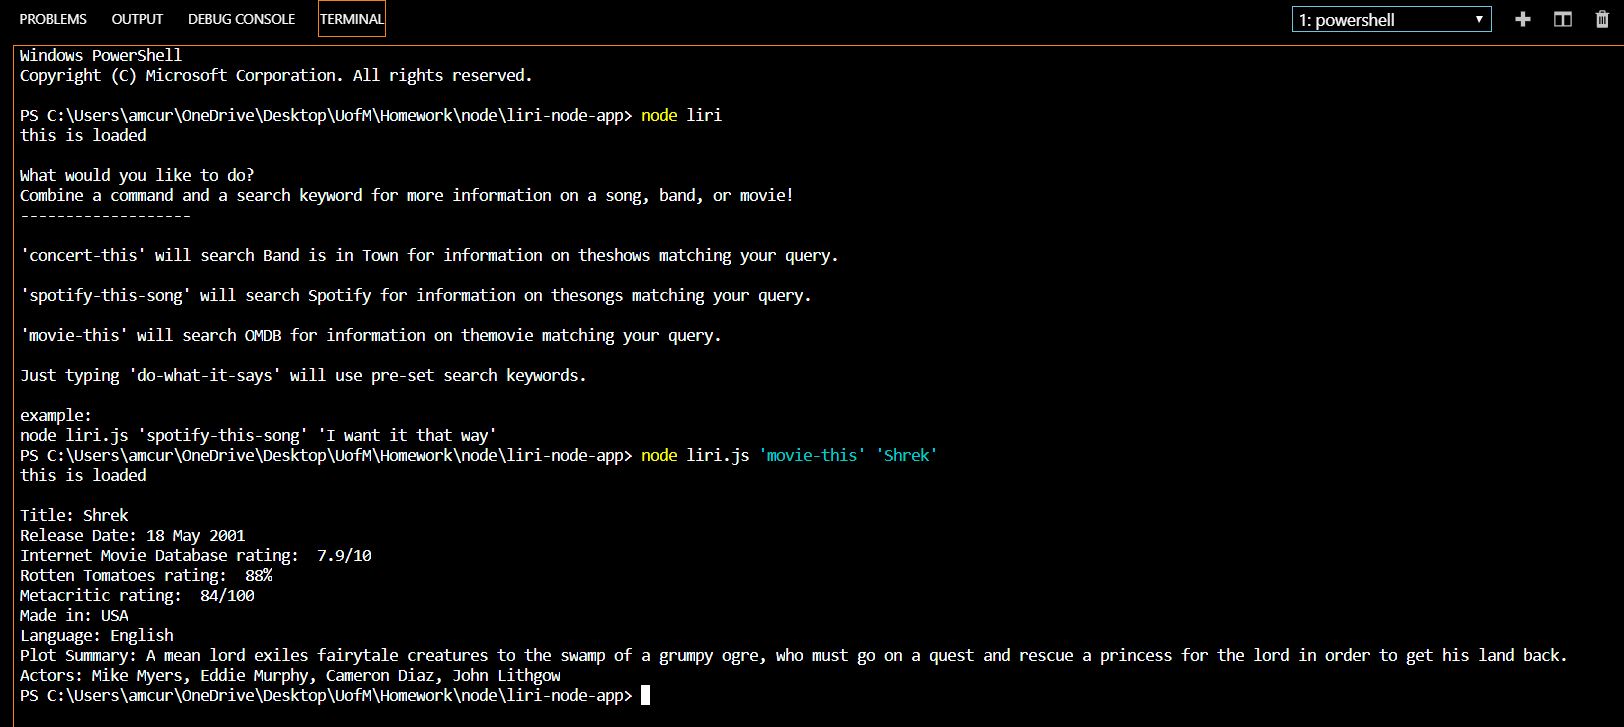 PROBLEMS OUTPUT DEBUG CONSOLE TERMINAL 1: powershell
Windows PowerShell
Copyright (C) Microsoft Corporation. All rights reserved.
PS C:\Users\amcur\OneDrive\Desktop\UofM\Homework\node\liri-node-app> node liri
this is loaded
What would you like to do?
Combine a command and a search keyword for more information on a song, band, or movie!
-------------------
'concert-this' will search Band is in Town for information on theshows matching your query.
'spotify-this-song' will search Spotify for information on thesongs matching your query.
'movie-this' will search OMDB for information on themovie matching your query.
Just typing 'do-what-it-says' will use pre-set search keywords.
example:
node liri.js 'spotify-this-song' 'I want it that way'
PS C:\Users\amcur\OneDrive\Desktop\UofM\Homework\node\liri-node-app> node liri.js 'movie-this' 'Shrek'
this is loaded
Title: Shrek
Release Date: 18 May 2001
Internet Movie Database rating:  7.9/10
Rotten Tomatoes rating:  88%
Metacritic rating:  84/100
Made in: USA
Language: English
Plot Summary: A mean lord exiles fairytale creatures to the swamp of a grumpy ogre, who must go on a quest and rescue a princess for the lord in order to get his land back.
Actors: Mike Myers, Eddie Murphy, Cameron Diaz, John Lithgow
PS C:\Users\amcur\OneDrive\Desktop\UofM\Homework\node\liri-node-app>